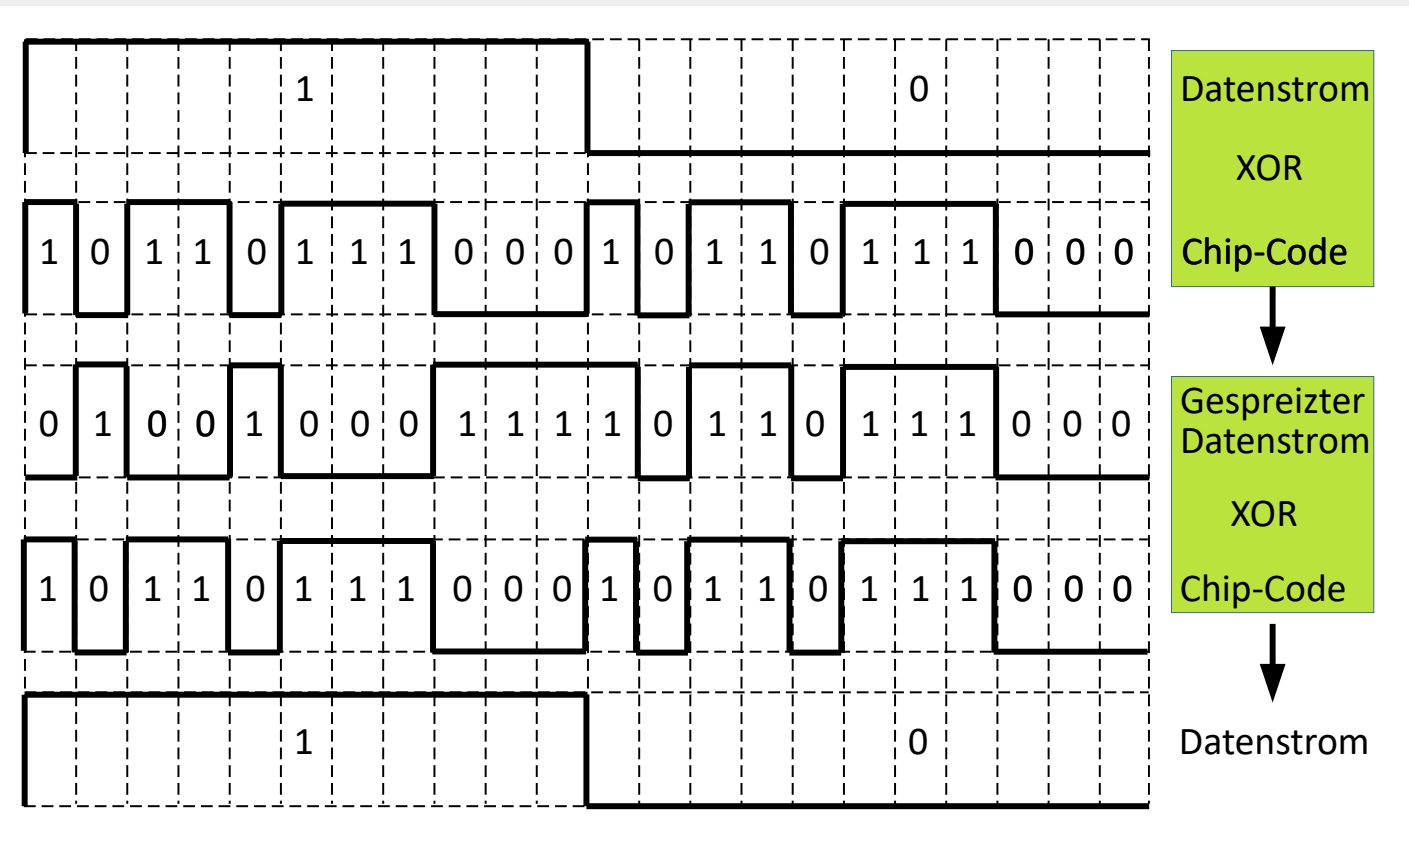 1 0 Datenstrom
XOR
1 0 1 1 0 1 1 1 0 0 0 1 0 1 1 0 1 1 1 0 0 0 Chip-Code
0 1 0 0 1 0 0 0 1 1 1 1 0 1 1 0 1 1 1 0 0 0 Gespreizter
Datenstrom
XOR
1 0 1 1 0 1 1 1 0 0 0 1 0 1 1 0 1 1 1 0 0 0 Chip-Code
1 0 Datenstrom